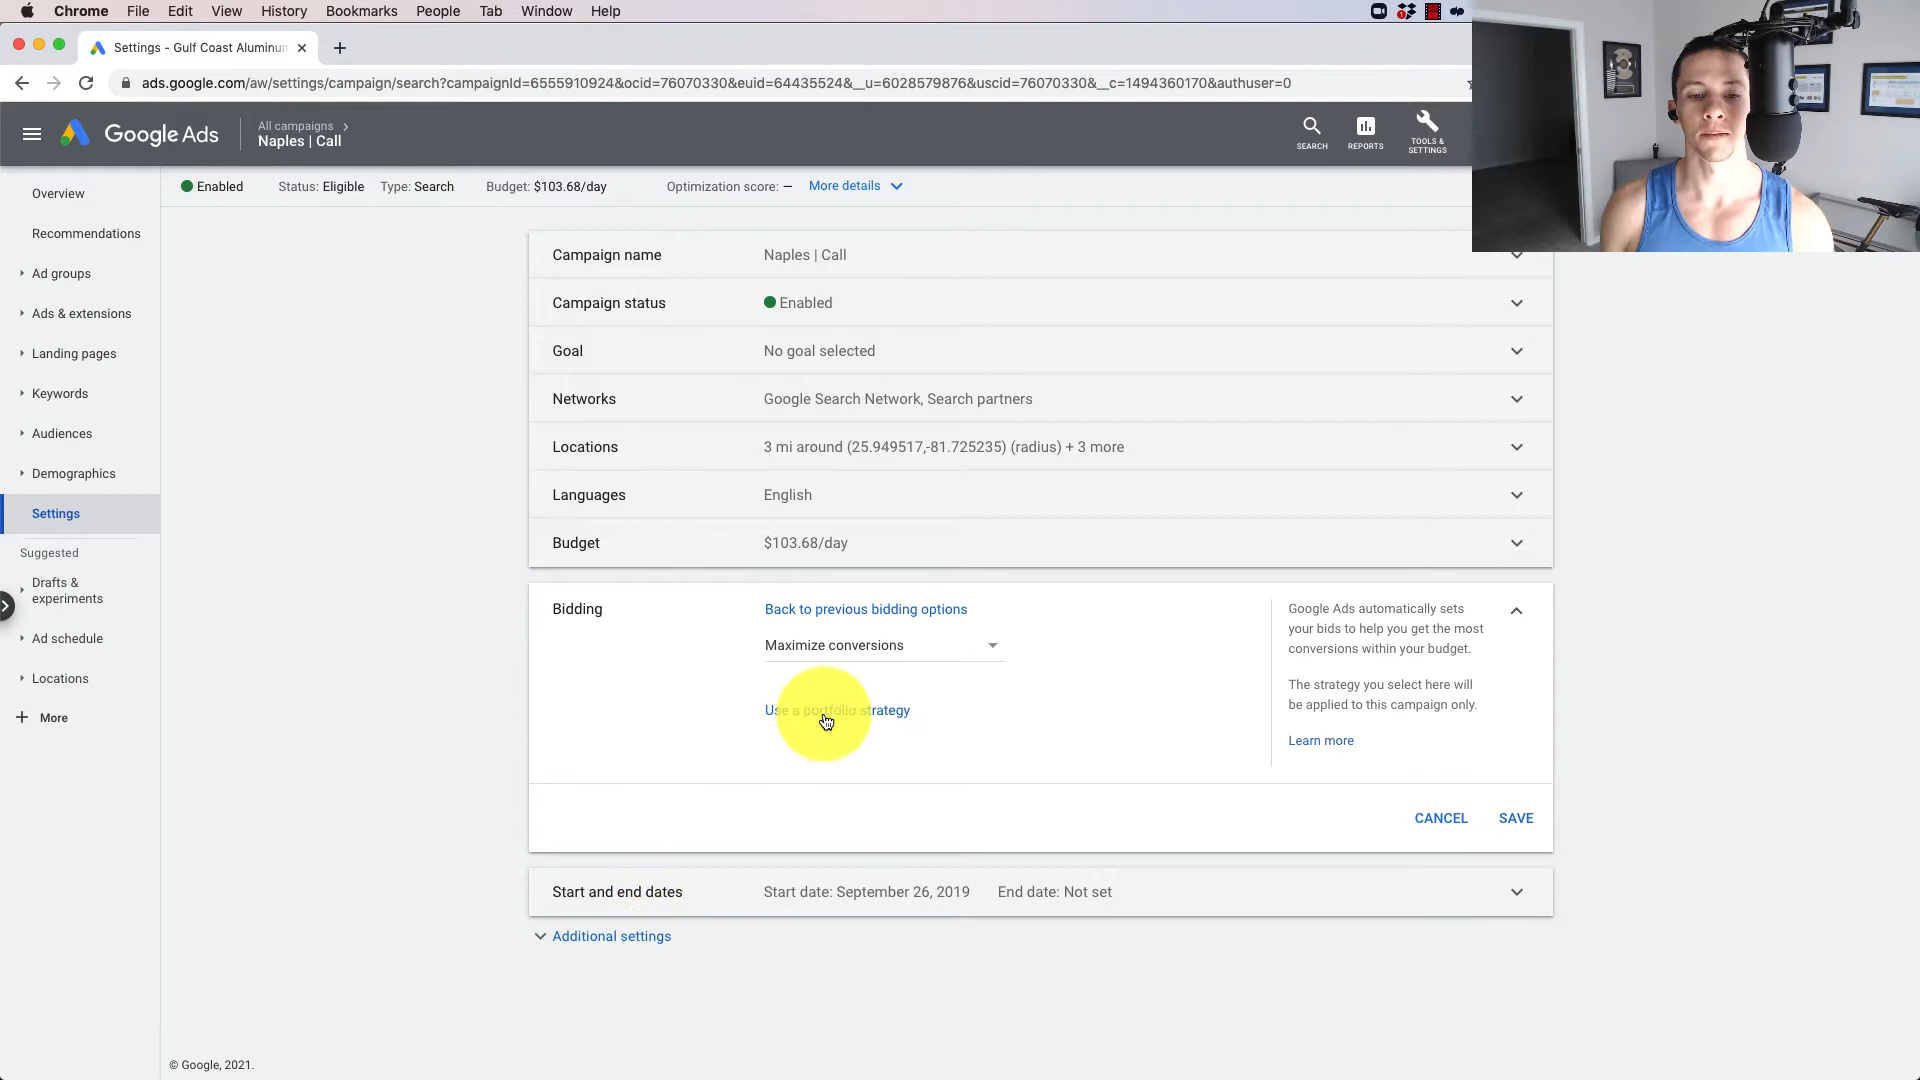 Chrome File Edit View History Bookmarks People Tab Window Help
Settings - Gulf Coast Aluminum
ads.google.com/aw/settings/campaign/search?campaignId=6555910924&ocid=76070330&euid=64435524&__u=6028579876&uscid=76070330&__c=1494360170&authuser=0
Google Ads
All campaigns
Naples | Call
SEARCH
REPORTS
TOOLS &
SETTINGS
Enabled Status: Eligible Type: Search Budget: $103.68/day Optimization score: — More details
Overview
Recommendations
Ad groups
Ads & extensions
Landing pages
Keywords
Audiences
Demographics
Settings
Suggested
Drafts &
experiments
Ad schedule
Locations
More
Campaign name Naples | Call
Campaign status Enabled
Goal No goal selected
Networks Google Search Network, Search partners
Locations 3 mi around (25.949517,-81.725235) (radius) + 3 more
Languages English
Budget $103.68/day
Bidding
Back to previous bidding options
Maximize conversions
Use a portfolio strategy
Google Ads automatically sets
your bids to help you get the most
conversions within your budget.
The strategy you select here will
be applied to this campaign only.
Learn more
CANCEL SAVE
Start and end dates Start date: September 26, 2019 End date: Not set
Additional settings
© Google, 2021.